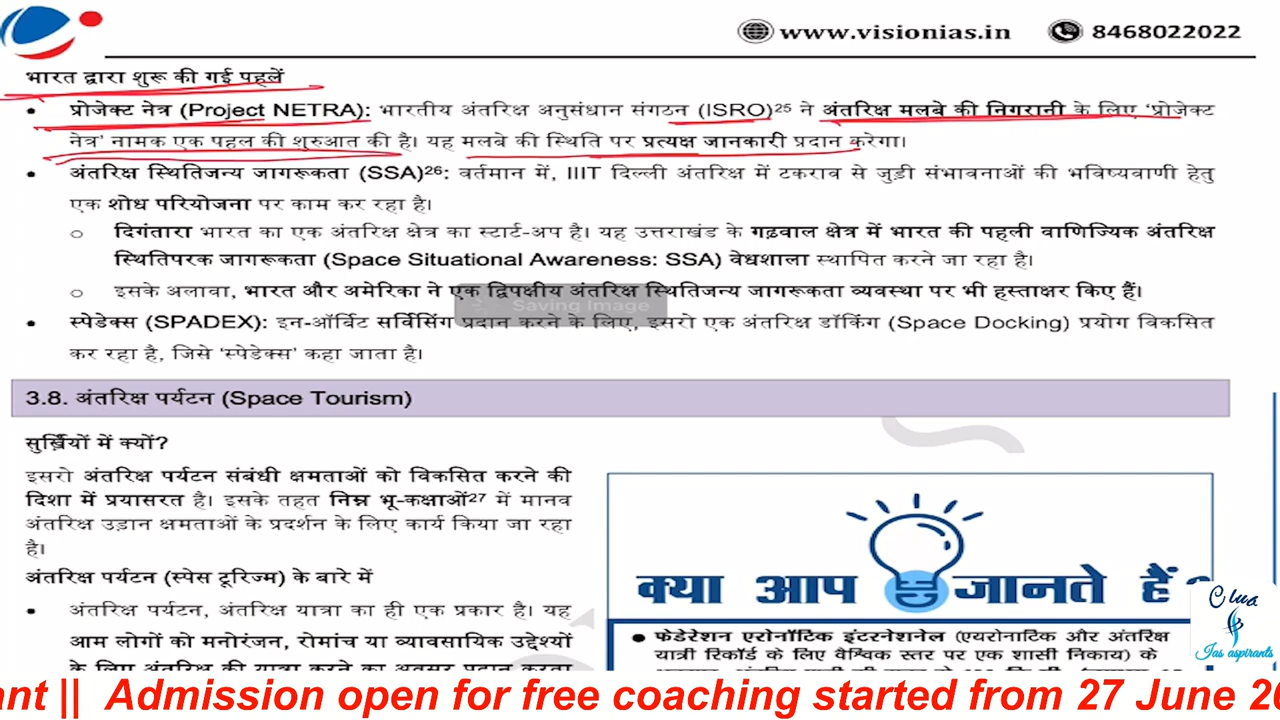 www.visionias.in 8468022022
भारत द्वारा शुरू की गई पहलें
• प्रोजेक्ट नेत्र (Project NETRA): भारतीय अंतरिक्ष अनुसंधान संगठन (ISRO)²⁵ ने अंतरिक्ष मलबे की निगरानी के लिए 'प्रोजेक्ट
नेत्र' नामक एक पहल की शुरुआत की है। यह मलबे की स्थिति पर प्रत्यक्ष जानकारी प्रदान करेगा।
• अंतरिक्ष स्थितिजन्य जागरूकता (SSA)²⁶: वर्तमान में, IIIT दिल्ली अंतरिक्ष में टकराव से जुड़ी संभावनाओं की भविष्यवाणी हेतु
एक शोध परियोजना पर काम कर रहा है।
○ दिगंतारा भारत का एक अंतरिक्ष क्षेत्र का स्टार्ट-अप है। यह उत्तराखंड के गढ़वाल क्षेत्र में भारत की पहली वाणिज्यिक अंतरिक्ष
स्थितिपरक जागरूकता (Space Situational Awareness: SSA) वेधशाला स्थापित करने जा रहा है।
○ इसके अलावा, भारत और अमेरिका ने एक द्विपक्षीय अंतरिक्ष स्थितिजन्य जागरूकता व्यवस्था पर भी हस्ताक्षर किए हैं।
Saving Image
• स्पेडेक्स (SPADEX): इन-ऑर्बिट सर्विसिंग प्रदान करने के लिए, इसरो एक अंतरिक्ष डॉकिंग (Space Docking) प्रयोग विकसित
कर रहा है, जिसे 'स्पेडेक्स' कहा जाता है।
3.8. अंतरिक्ष पर्यटन (Space Tourism)
सुर्ख़ियों में क्यों?
इसरो अंतरिक्ष पर्यटन संबंधी क्षमताओं को विकसित करने की
दिशा में प्रयासरत है। इसके तहत निम्न भू-कक्षाओं²⁷ में मानव
अंतरिक्ष उड़ान क्षमताओं के प्रदर्शन के लिए कार्य किया जा रहा
है।
अंतरिक्ष पर्यटन (स्पेस टूरिज्म) के बारे में
• अंतरिक्ष पर्यटन, अंतरिक्ष यात्रा का ही एक प्रकार है। यह
आम लोगों को मनोरंजन, रोमांच या व्यावसायिक उद्देश्यों
के लिए अंतरिक्ष की यात्रा करने का अवसर प्रदान करता
क्या आप जानते हैं
• फेडेरेशन एरोनॉटिक इंटरनेशनेल (एयरोनाटिक और अंतरिक्ष
यात्री रिकॉर्ड के लिए वैश्विक स्तर पर एक शासी निकाय) के
Clua
Ias aspirants
ant || Admission open for free coaching started from 27 June 20